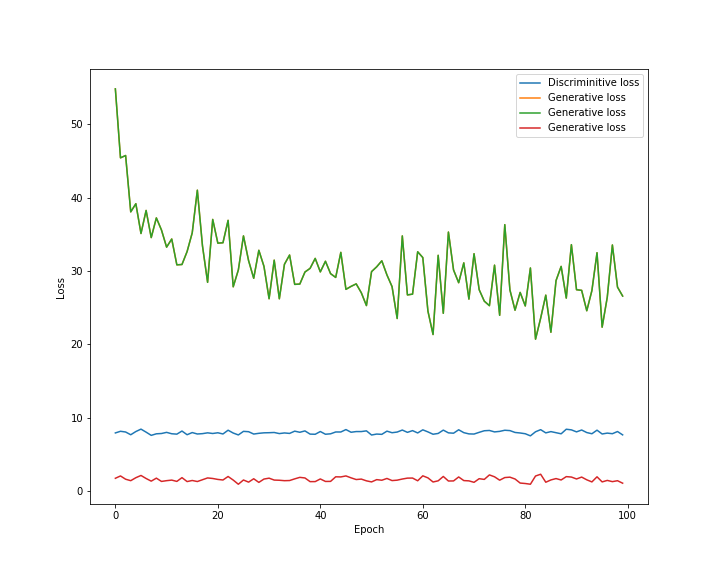 Discriminitive loss
Generative loss
Generative loss
Generative loss
Loss
50
40
30
20
10
0
0 20 40 60 80 100
Epoch